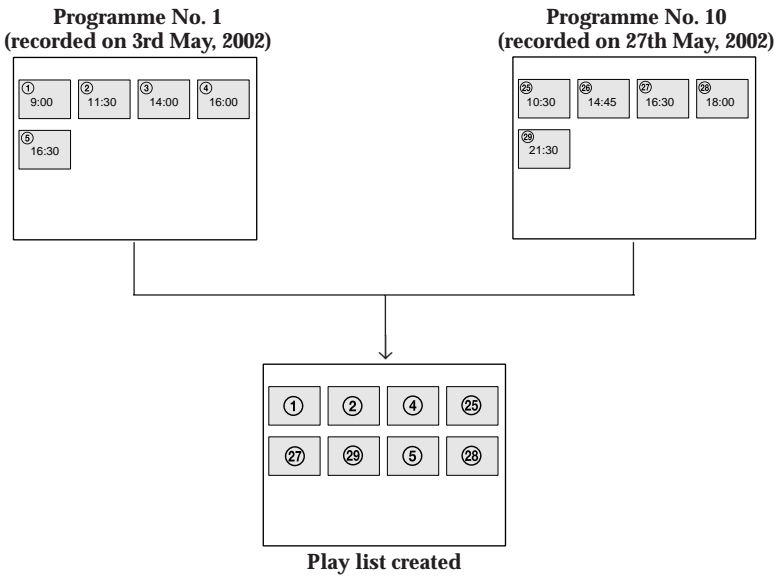 Programme No. 1
(recorded on 3rd May, 2002)
① ② ③ ④
9:00 11:30 14:00 16:00
⑤
16:30
Programme No. 10
(recorded on 27th May, 2002)
㉕ ㉖ ㉗ ㉘
10:30 14:45 16:30 18:00
㉙
21:30
① ② ④ ㉕
㉗ ㉙ ⑤ ㉘
Play list created